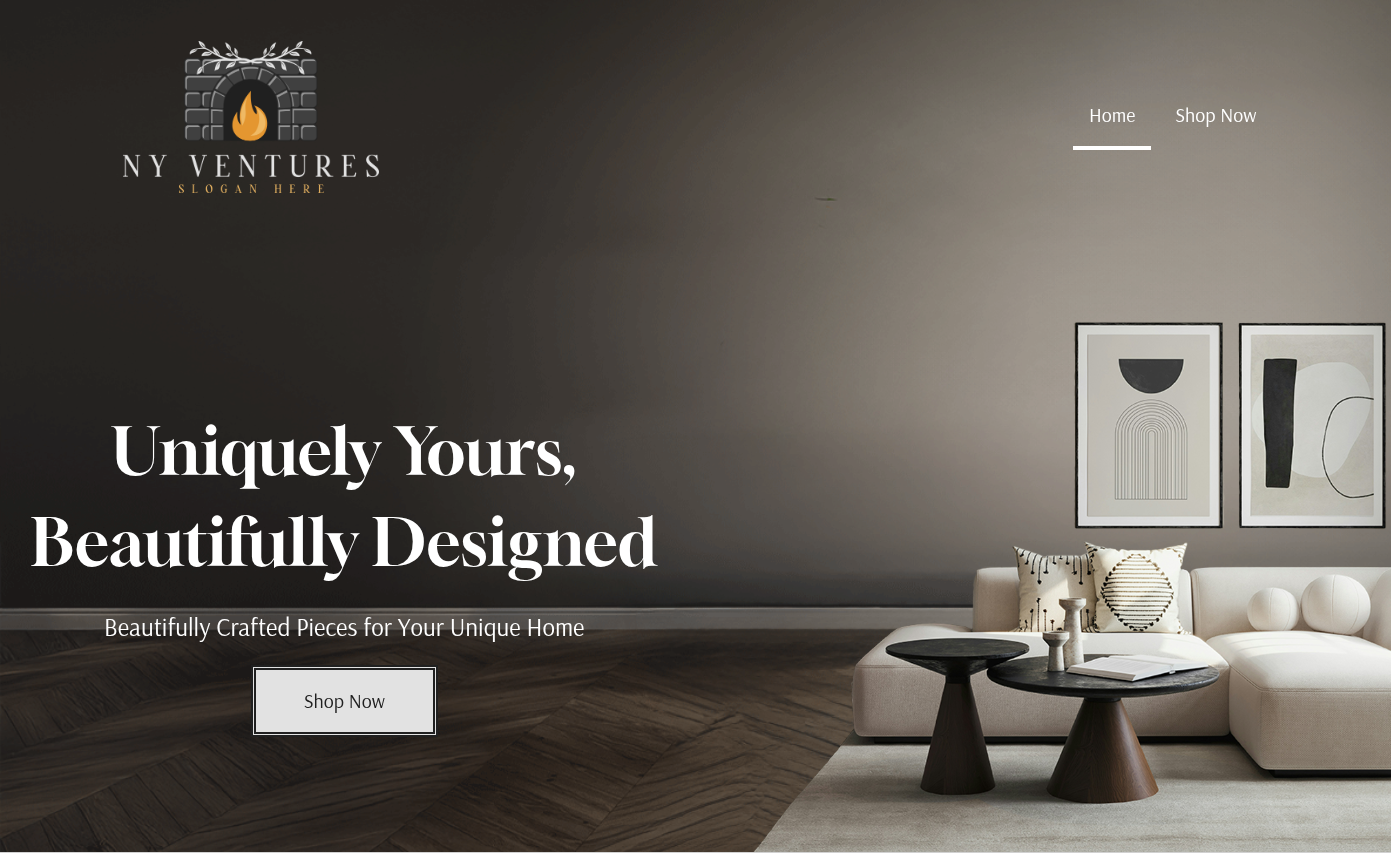 NY VENTURES
SLOGAN HERE
Home
Shop Now
Uniquely Yours,
Beautifully Designed
Beautifully Crafted Pieces for Your Unique Home
Shop Now